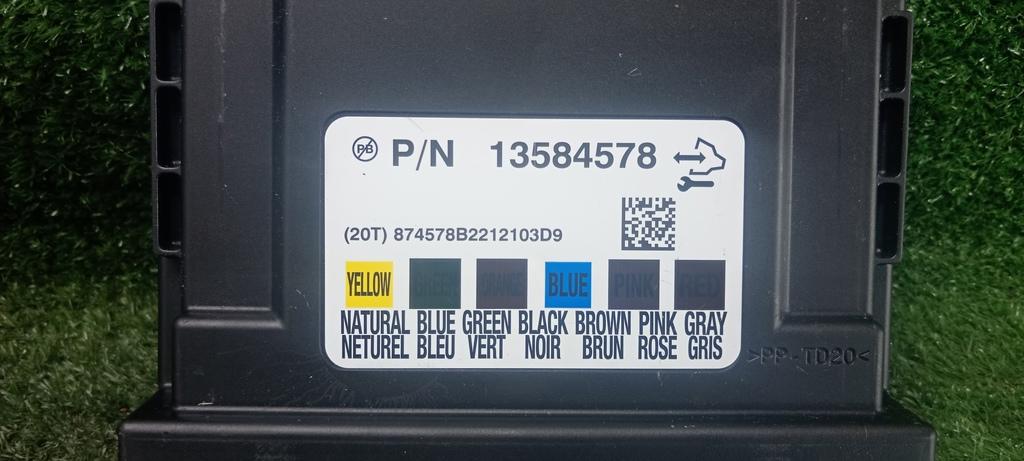 PB P/N 13584578
(20T) 874578B2212103D9
YELLOW GREEN ORANGE BLUE PINK RED
NATURAL BLUE GREEN BLACK BROWN PINK GRAY
NETUREL BLEU VERT NOIR BRUN ROSE GRIS
>PP-TD20<